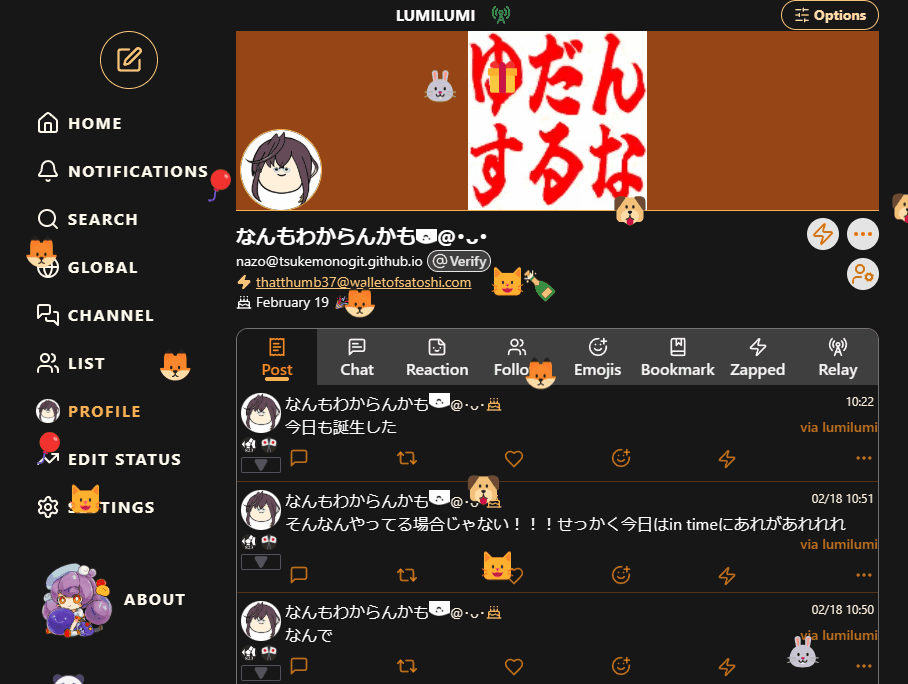 LUMILUMI
Options
HOME
NOTIFICATIONS
SEARCH
GLOBAL
CHANNEL
LIST
PROFILE
EDIT STATUS
ABOUT
ゆだん
するな
なんもわからんかも @・ᴗ・
nazo@tsukemonogit.github.io
Verify
thatthumb37@walletofsatoshi.com
February 19
Post
Chat
Reaction
Emojis
Bookmark
Zapped
Relay
なんもわからんかも @・ᴗ・
10:22
今日も誕生した
via lumilumi
なんもわからんかも @・ᴗ・
02/18 10:51
そんなんやってる場合じゃない！！！せっかく今日はin timeにあれがあれれれ
via lumilumi
なんもわからんかも @・ᴗ・
02/18 10:50
なんで
via lumilumi